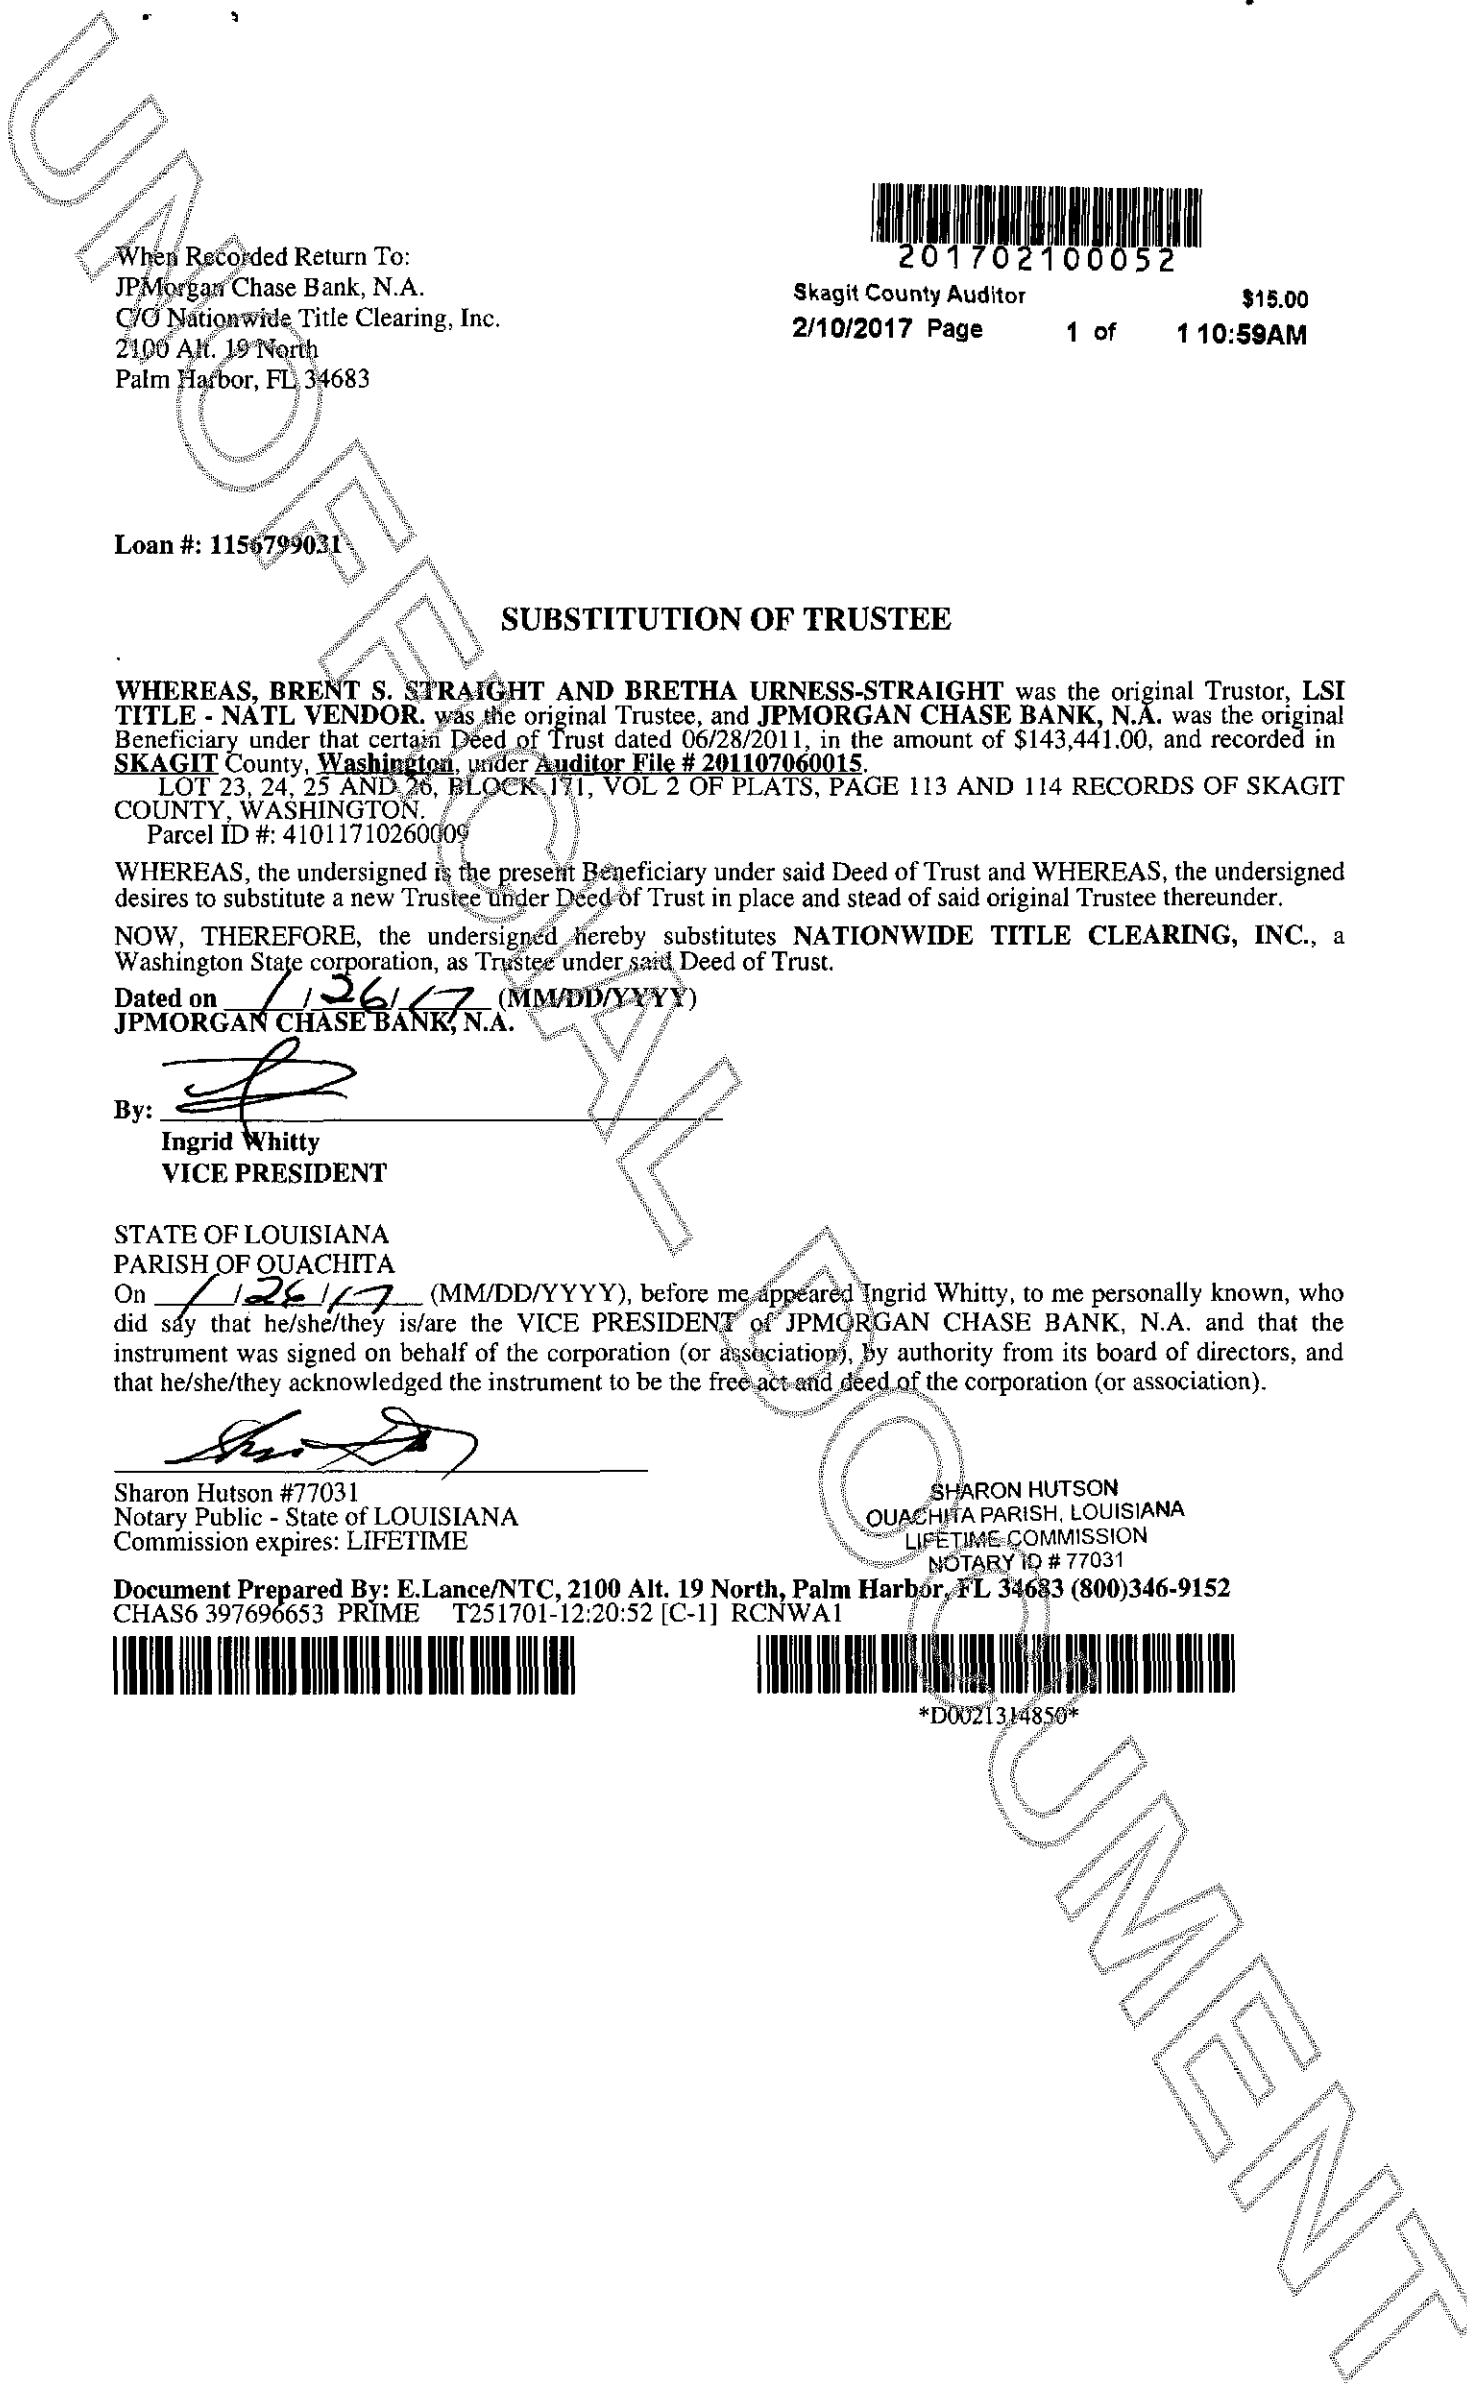 When Recorded Return To:
JPMorgan Chase Bank, N.A.
C/O Nationwide Title Clearing, Inc.
2100 Alt. 19 North
Palm Harbor, FL 34683
201702100052
Skagit County Auditor $15.00
2/10/2017 Page 1 of 1 10:59AM
Loan #: 1156799031
SUBSTITUTION OF TRUSTEE
WHEREAS, BRENT S. STRAIGHT AND BRETHA URNESS-STRAIGHT was the original Trustor, LSI
TITLE - NATL VENDOR. was the original Trustee, and JPMORGAN CHASE BANK, N.A. was the original
Beneficiary under that certain Deed of Trust dated 06/28/2011, in the amount of $143,441.00, and recorded in
SKAGIT County, Washington, under Auditor File # 201107060015.
LOT 23, 24, 25 AND 26, BLOCK 171, VOL 2 OF PLATS, PAGE 113 AND 114 RECORDS OF SKAGIT
COUNTY, WASHINGTON.
Parcel ID #: 41011710260009
WHEREAS, the undersigned is the present Beneficiary under said Deed of Trust and WHEREAS, the undersigned
desires to substitute a new Trustee under Deed of Trust in place and stead of said original Trustee thereunder.
NOW, THEREFORE, the undersigned hereby substitutes NATIONWIDE TITLE CLEARING, INC., a
Washington State corporation, as Trustee under said Deed of Trust.
Dated on 1/26/17 (MM/DD/YYYY)
JPMORGAN CHASE BANK, N.A.
By:
Ingrid Whitty
VICE PRESIDENT
STATE OF LOUISIANA
PARISH OF OUACHITA
On 1/26/17 (MM/DD/YYYY), before me appeared Ingrid Whitty, to me personally known, who
did say that he/she/they is/are the VICE PRESIDENT of JPMORGAN CHASE BANK, N.A. and that the
instrument was signed on behalf of the corporation (or association), by authority from its board of directors, and
that he/she/they acknowledged the instrument to be the free act and deed of the corporation (or association).
Sharon Hutson #77031
Notary Public - State of LOUISIANA
Commission expires: LIFETIME
SHARON HUTSON
OUACHITA PARISH, LOUISIANA
LIFETIME COMMISSION
NOTARY ID # 77031
Document Prepared By: E.Lance/NTC, 2100 Alt. 19 North, Palm Harbor, FL 34683 (800)346-9152
CHAS6 397696653 PRIME T251701-12:20:52 [C-1] RCNWA1
*D0021314850*
UNOFFICIAL DOCUMENT